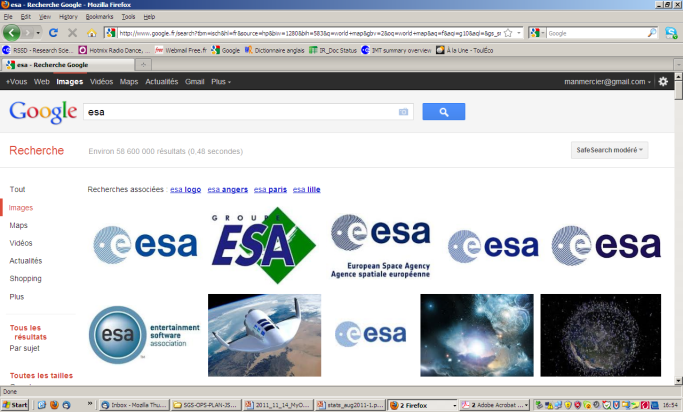 esa - Recherche Google - Mozilla Firefox
File Edit View History Bookmarks Tools Help
http://www.google.fr/search?tbm=isch&hl=fr&source=hp&biw=1280&bih=583&q=world+map&gbv=2&oq=world+map&aq=f&aqi=g10&aql=&gs_s
Google
RSSD - Research Scie... Hotmix Radio Dance, ... Webmail Free.fr Google Dictionnaire anglais IR_Doc Status IMT summary overview À la Une - ToulÉco
esa - Recherche Google
+Vous Web Images Vidéos Maps Actualités Gmail Plus
manmercier@gmail.com
Google esa
Recherche Environ 58 600 000 résultats (0,48 secondes) SafeSearch modéré
Tout
Images
Maps
Vidéos
Actualités
Shopping
Plus
Tous les
résultats
Par sujet
Toutes les tailles
Recherches associées : esa logo esa angers esa paris esa lille
esa
GROUPE
ESA
esa
European Space Agency
Agence spatiale européenne
esa
esa
esa
entertainment
software
association
esa
Done
Start Inbox - Mozilla Thu... SGS-OPS-PLAN-JS... 2011_11_14_MyO... stats_aug2011-1.p... 2 Firefox 2 Adobe Acrobat ... 16:54